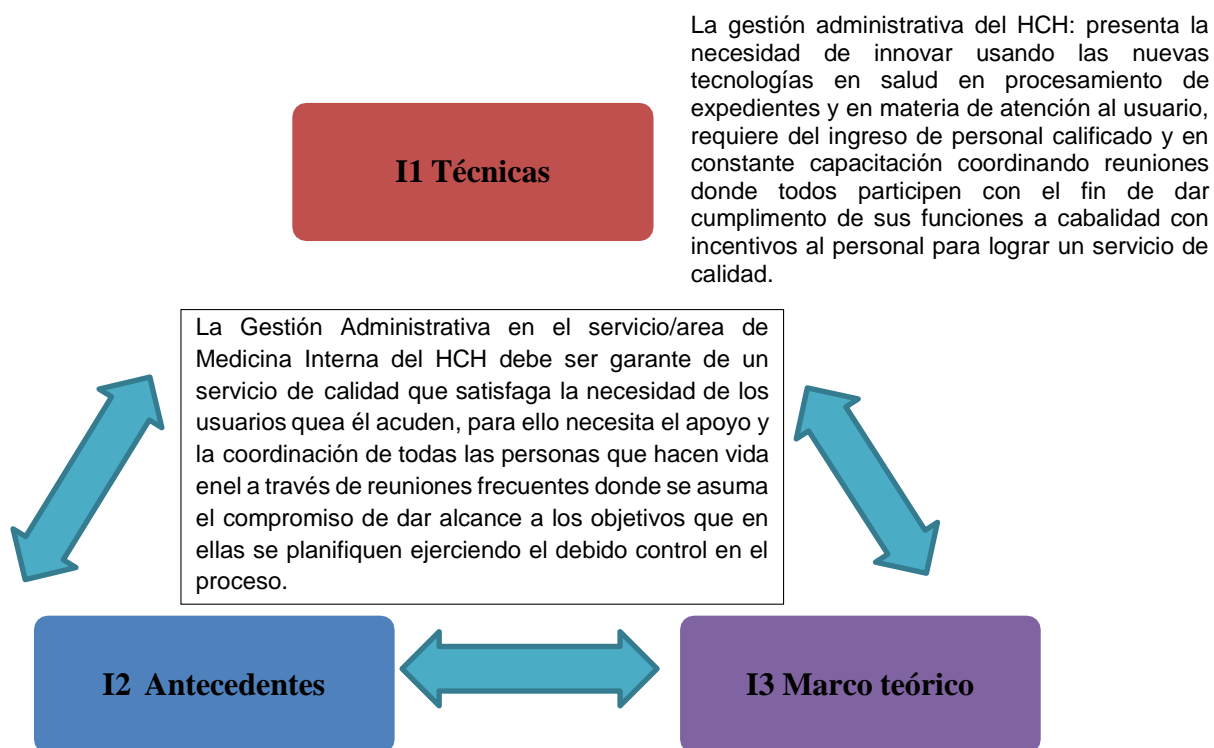 La gestión administrativa del HCH: presenta la
necesidad de innovar usando las nuevas
tecnologías en salud en procesamiento de
expedientes y en materia de atención al usuario,
requiere del ingreso de personal calificado y en
constante capacitación coordinando reuniones
donde todos participen con el fin de dar
cumplimento de sus funciones a cabalidad con
incentivos al personal para lograr un servicio de
calidad.
I1 Técnicas
La Gestión Administrativa en el servicio/area de
Medicina Interna del HCH debe ser garante de un
servicio de calidad que satisfaga la necesidad de los
usuarios quea él acuden, para ello necesita el apoyo y
la coordinación de todas las personas que hacen vida
enel a través de reuniones frecuentes donde se asuma
el compromiso de dar alcance a los objetivos que en
ellas se planifiquen ejerciendo el debido control en el
proceso.
I2 Antecedentes
I3 Marco teórico